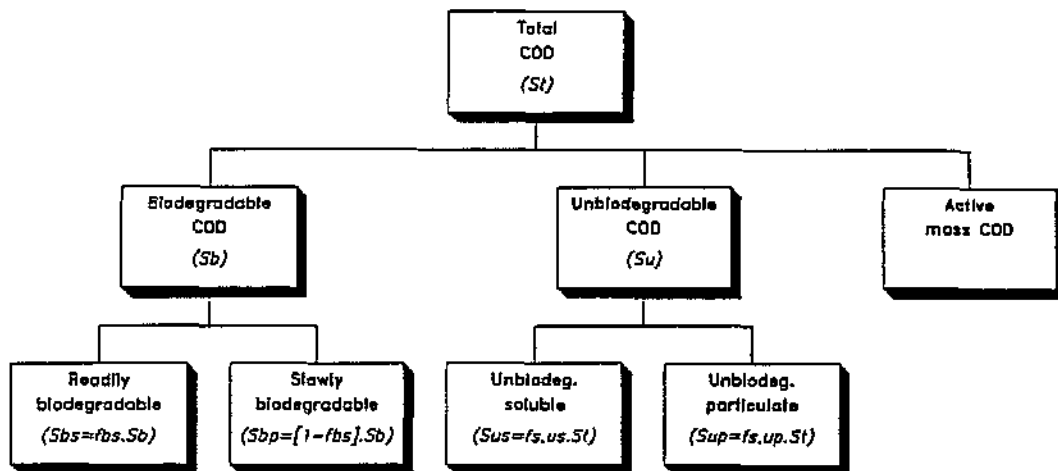 Total
COD
(St)
Biodegradable
COD
(Sb)
Unbiodegradable
COD
(Su)
Active
mass COD
Readily
biodegradable
(Sbs=fbs.Sb)
Slowly
biodegradable
(Sbp=[1-fbs].Sb)
Unbiodeg.
soluble
(Sus=fs,us.St)
Unbiodeg.
particulate
(Sup=fs,up.St)